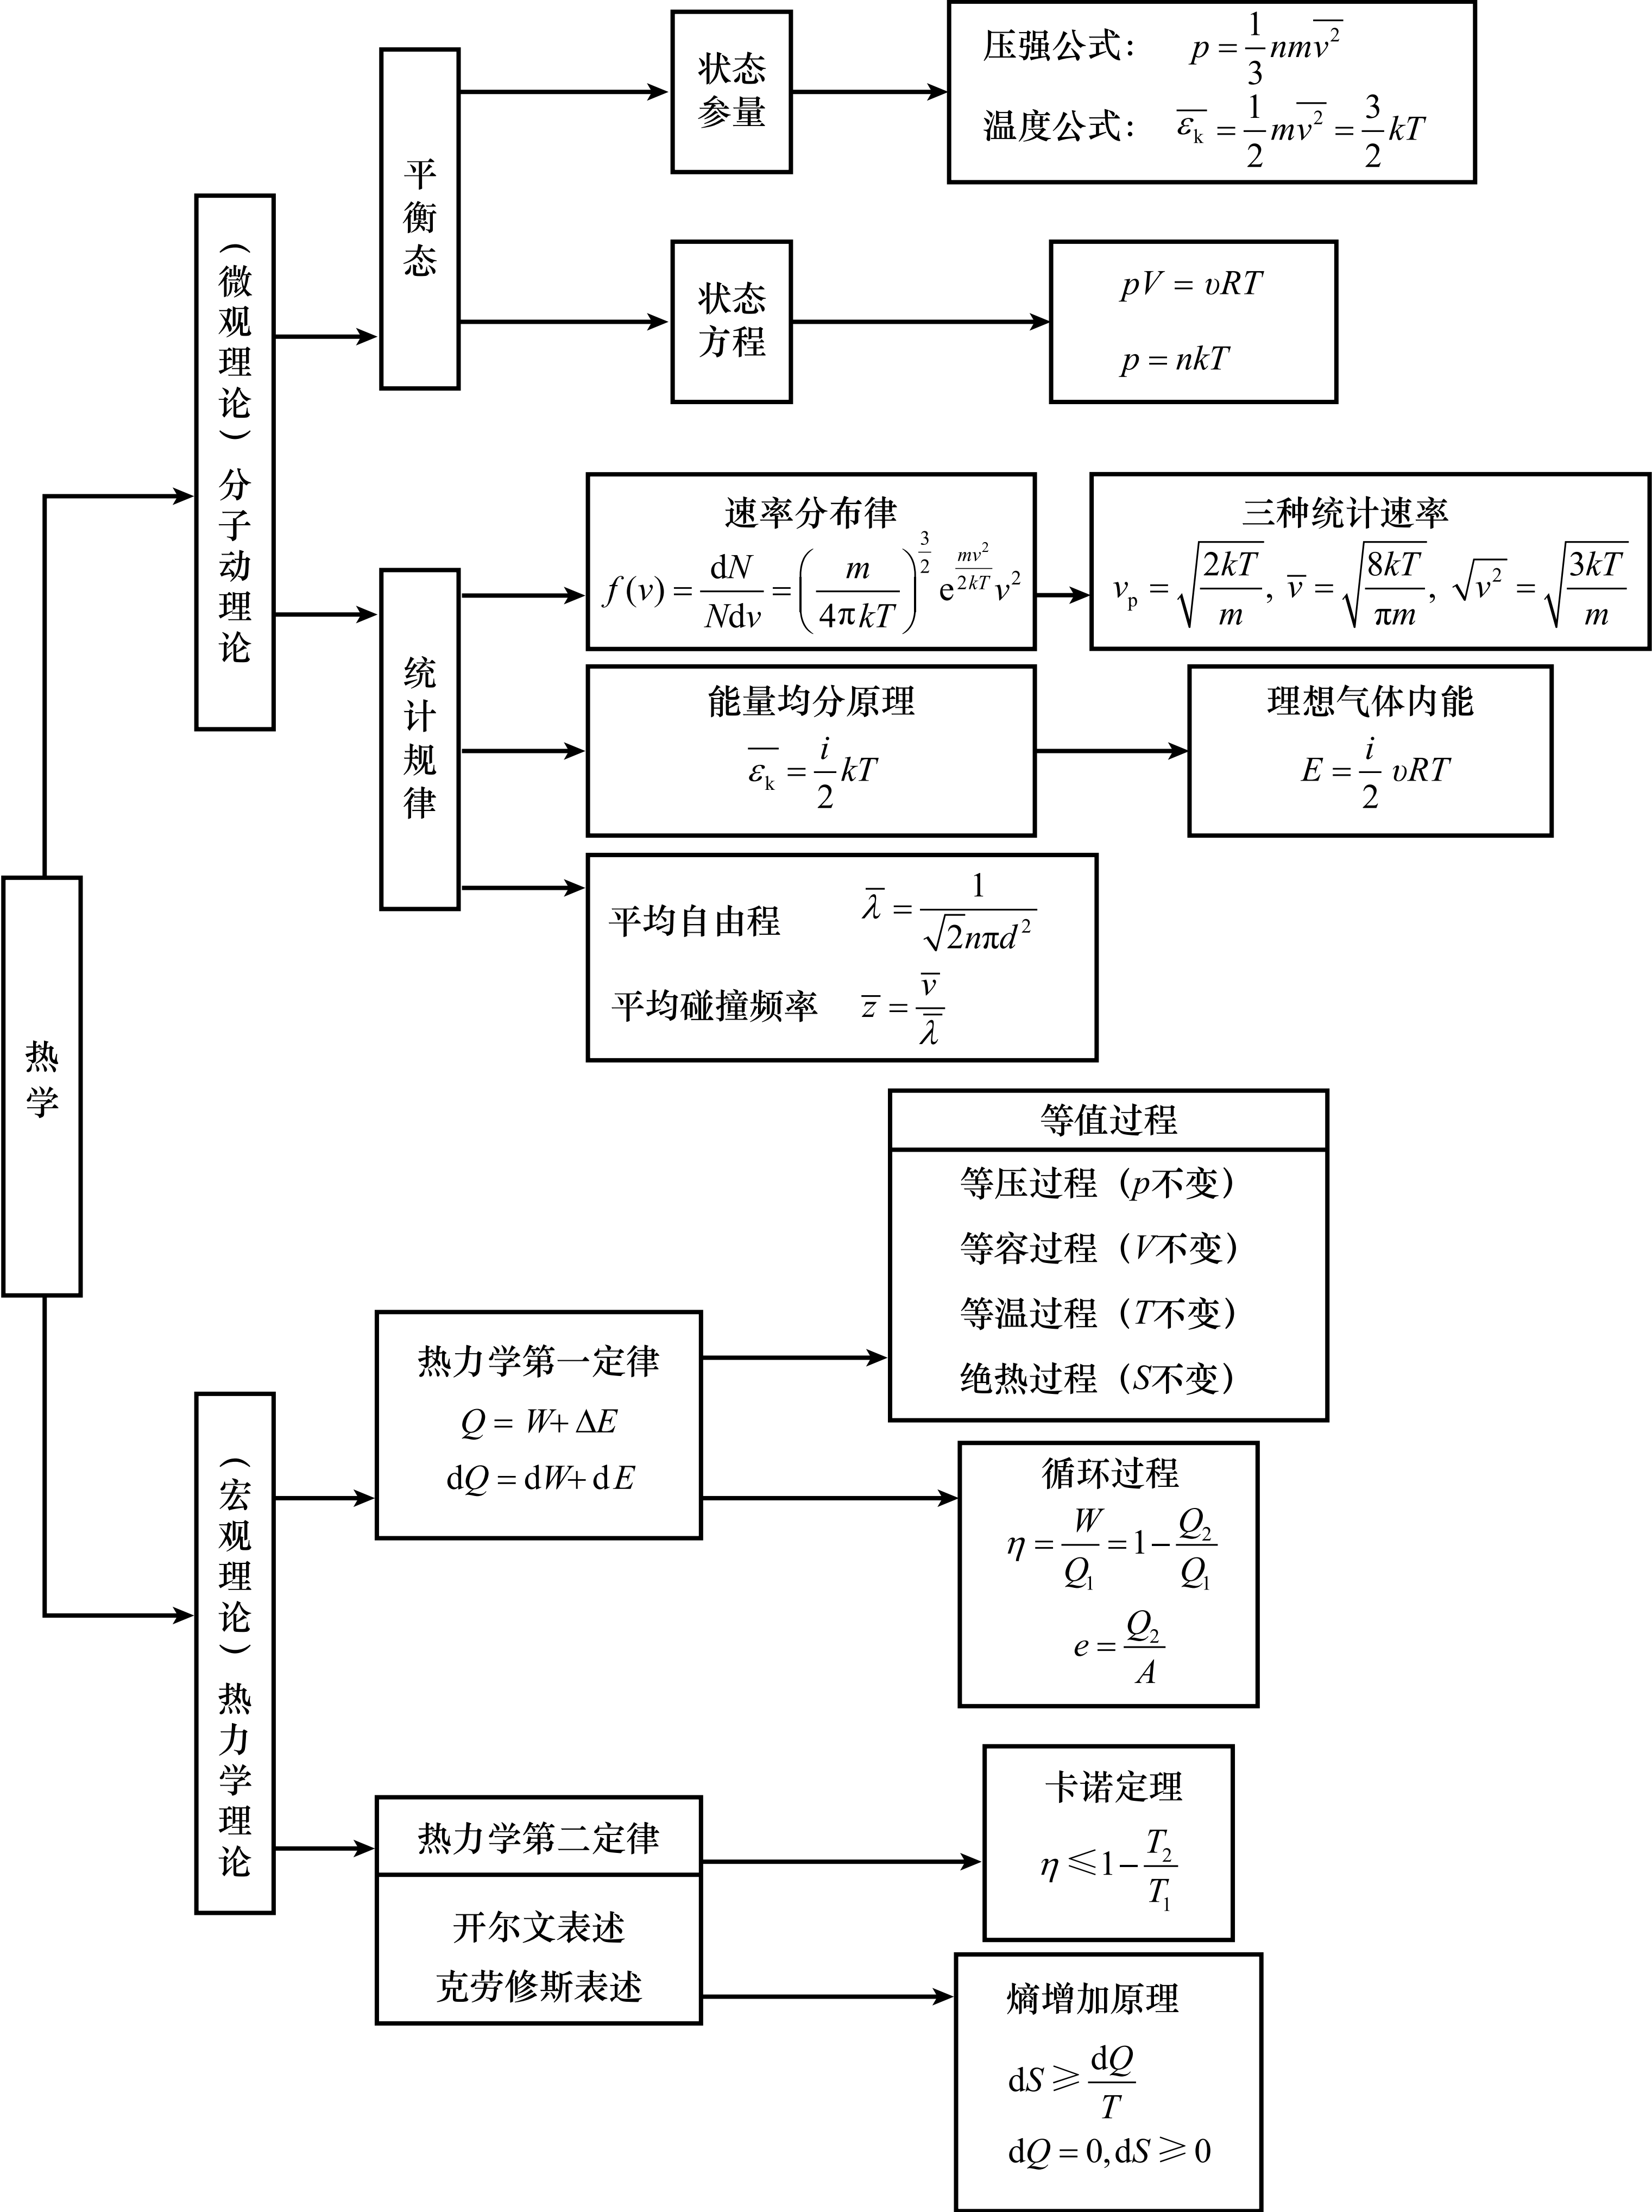 热学
（微观理论）分子动理论
平衡态
状态
参量
压强公式： p = 1/3 nm\overline{v^2}
温度公式： \overline{ε_k} = 1/2 m\overline{v^2} = 3/2 kT
状态
方程
pV = υRT
p = nkT
统计规律
速率分布律
f(v) = dN/Ndv = (m/4πkT)^{3/2} e^{mv^2/2kT} v^2
三种统计速率
v_p = √(2kT/m), \overline{v} = √(8kT/πm), √\overline{v^2} = √(3kT/m)
能量均分原理
\overline{ε_k} = i/2 kT
理想气体内能
E = i/2 υRT
平均自由程 \overline{λ} = 1/(√2nπd^2)
平均碰撞频率 \overline{z} = \overline{v}/\overline{λ}
（宏观理论）热力学理论
热力学第一定律
Q = W+ΔE
dQ = dW+dE
等值过程
等压过程（p不变）
等容过程（V不变）
等温过程（T不变）
绝热过程（S不变）
循环过程
η = W/Q_1 = 1 − Q_2/Q_1
e = Q_2/A
热力学第二定律
开尔文表述
克劳修斯表述
卡诺定理
η ≤ 1 − T_2/T_1
熵增加原理
dS ≥ dQ/T
dQ = 0, dS ≥ 0